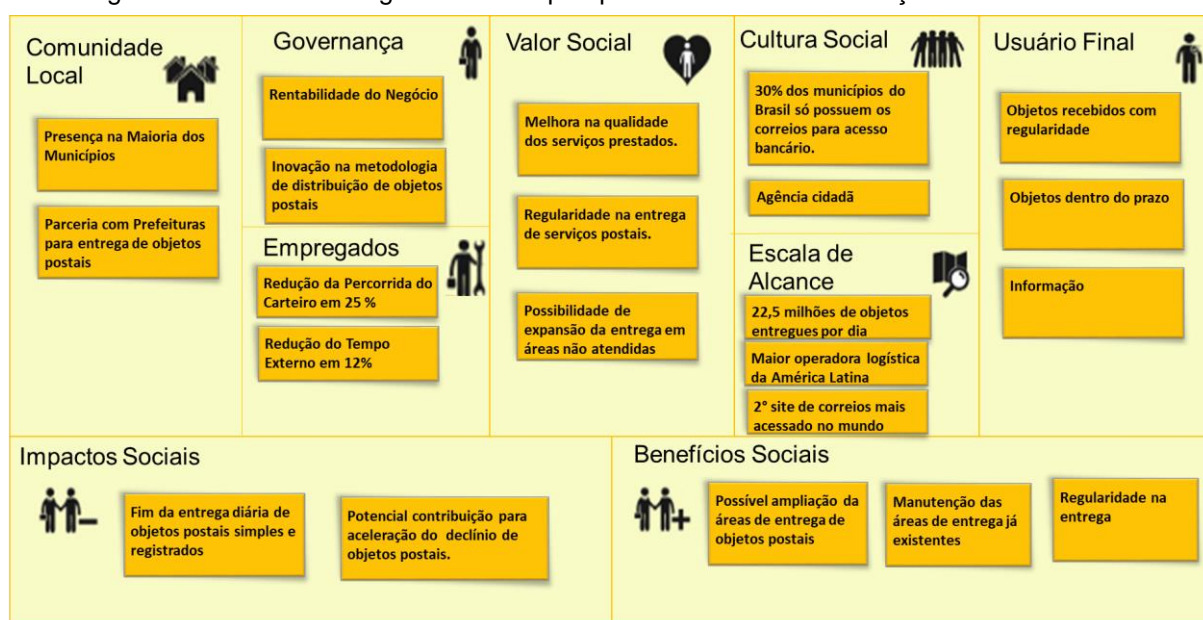 Comunidade
Local
Presença na Maioria dos
Municípios
Parceria com Prefeituras
para entrega de objetos
postais
Governança
Rentabilidade do Negócio
Inovação na metodologia
de distribuição de objetos
postais
Empregados
Redução da Percorrida do
Carteiro em 25 %
Redução do Tempo
Externo em 12%
Valor Social
Melhora na qualidade
dos serviços prestados.
Regularidade na entrega
de serviços postais.
Possibilidade de
expansão da entrega em
áreas não atendidas
Cultura Social
30% dos municípios do
Brasil só possuem os
correios para acesso
bancário.
Agência cidadã
Escala de
Alcance
22,5 milhões de objetos
entregues por dia
Maior operadora logística
da América Latina
2° site de correios mais
acessado no mundo
Usuário Final
Objetos recebidos com
regularidade
Objetos dentro do prazo
Informação
Impactos Sociais
Fim da entrega diária de
objetos postais simples e
registrados
Potencial contribuição para
aceleração do declínio de
objetos postais.
Benefícios Sociais
Possível ampliação da
áreas de entrega de
objetos postais
Manutenção das
áreas de entrega já
existentes
Regularidade na
entrega